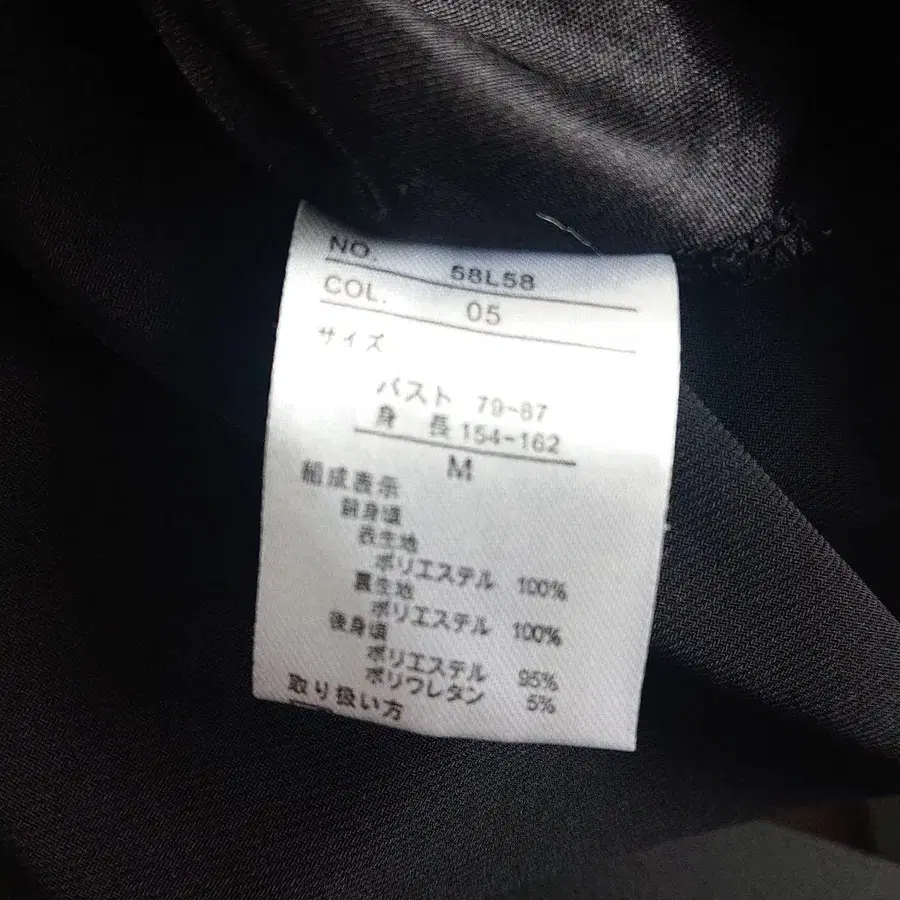 NO. 58L58
COL. 05
サイズ
バスト 79-87
身長 154-162
M
組成表示
前身頃
表生地
ポリエステル 100%
裏生地
ポリエステル 100%
後身頃
ポリエステル 95%
ポリウレタン 5%
取り扱い方